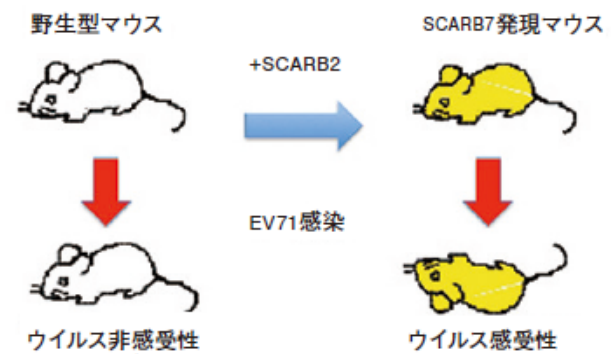 野生型マウス
SCARB7発現マウス
+SCARB2
EV71感染
ウイルス非感受性
ウイルス感受性